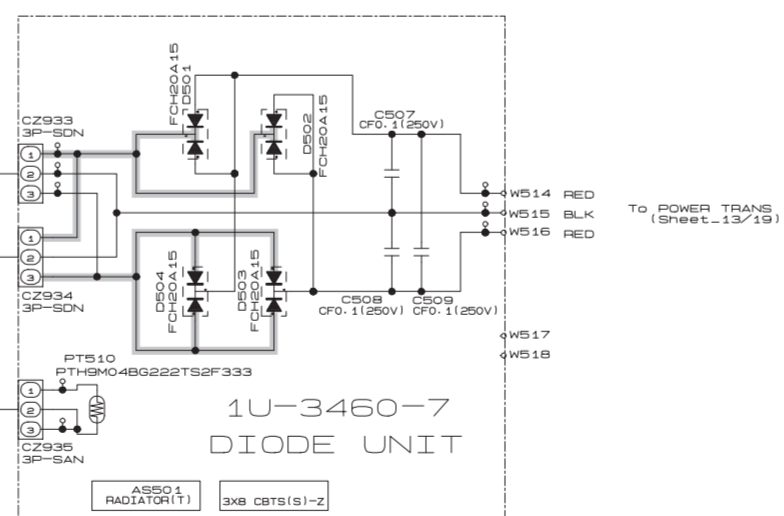 FCH20A15
D501
D502
FCH20A15
CZ933
3P-SDN
1
2
3
C507
CF0.1(250V)
W514 RED
W515 BLK
W516 RED
To POWER TRANS
(Sheet_13/19)
1
2
3
CZ934
3P-SDN
D504
FCH20A15
D503
FCH20A15
C508
CF0.1(250V)
C509
CF0.1(250V)
W517
W518
PT510
PTH9M04BG222TS2F333
1
2
3
CZ935
3P-SAN
1U-3460-7
DIODE UNIT
AS501
RADIATOR(T)
3X8 CBTS(S)-Z